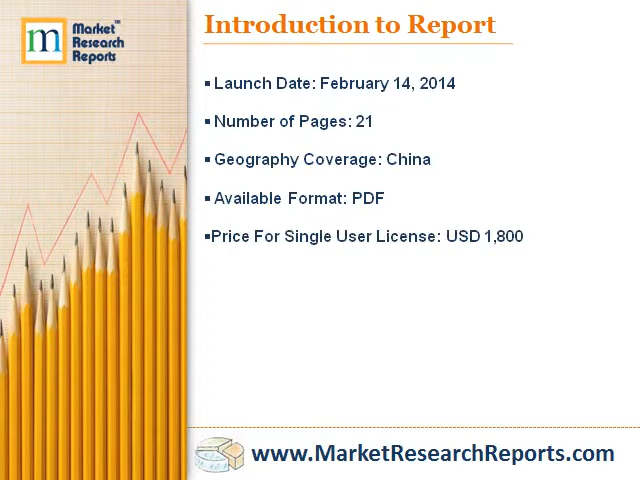 Introduction to Report
m
Market™
Research
Reports
▪ Launch Date: February 14, 2014
▪ Number of Pages: 21
▪ Geography Coverage: China
▪ Available Format: PDF
▪Price For Single User License: USD 1,800
www.MarketResearchReports.com